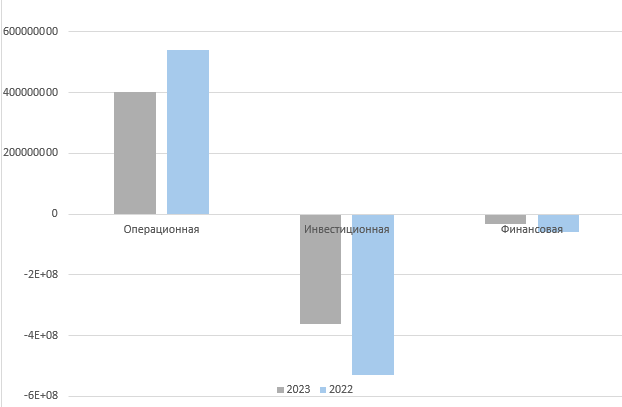 600000000
400000000
200000000
0
Операционная Инвестиционная Финансовая
-2E+08
-4E+08
-6E+08
2023 2022